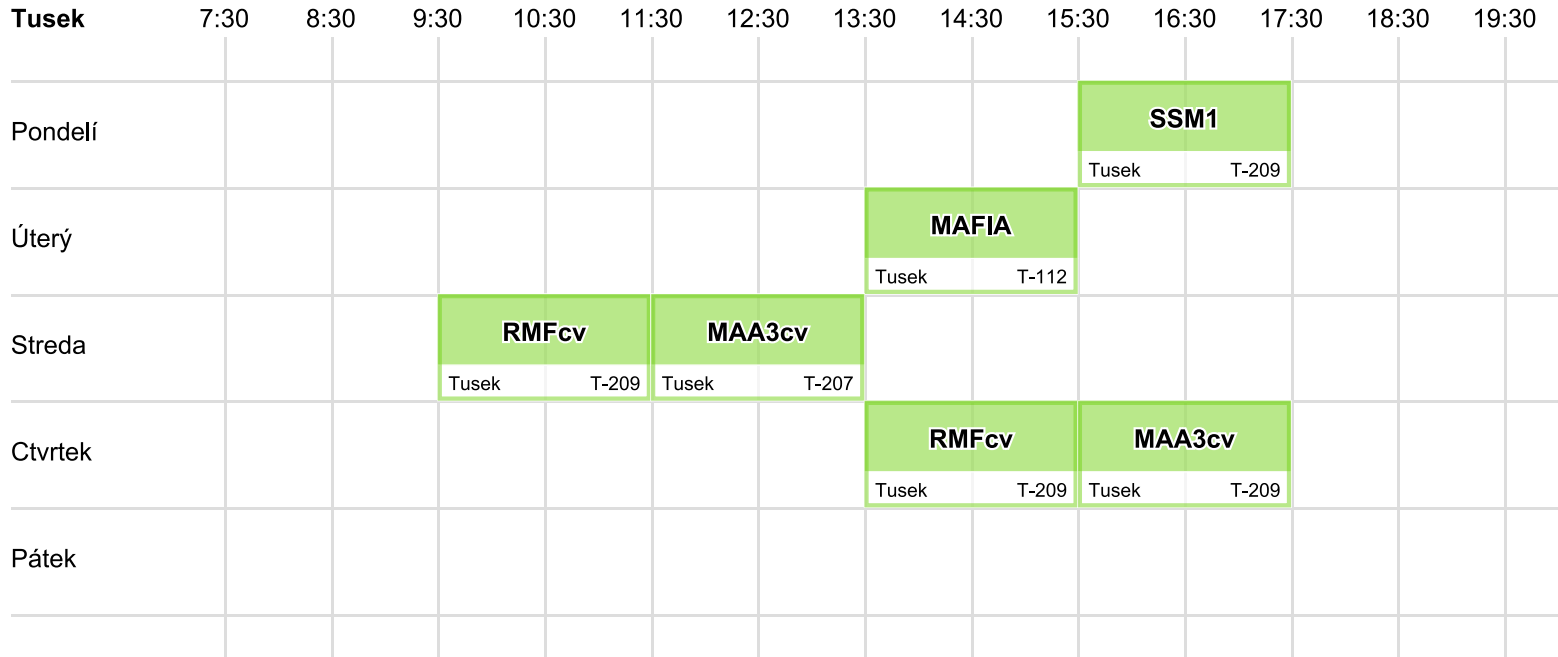 Tusek 7:30 8:30 9:30 10:30 11:30 12:30 13:30 14:30 15:30 16:30 17:30 18:30 19:30
Pondelí
SSM1
Tusek T-209
Úterý
MAFIA
Tusek T-112
Streda
RMFcv MAA3cv
Tusek T-209 Tusek T-207
Ctvrtek
RMFcv MAA3cv
Tusek T-209 Tusek T-209
Pátek